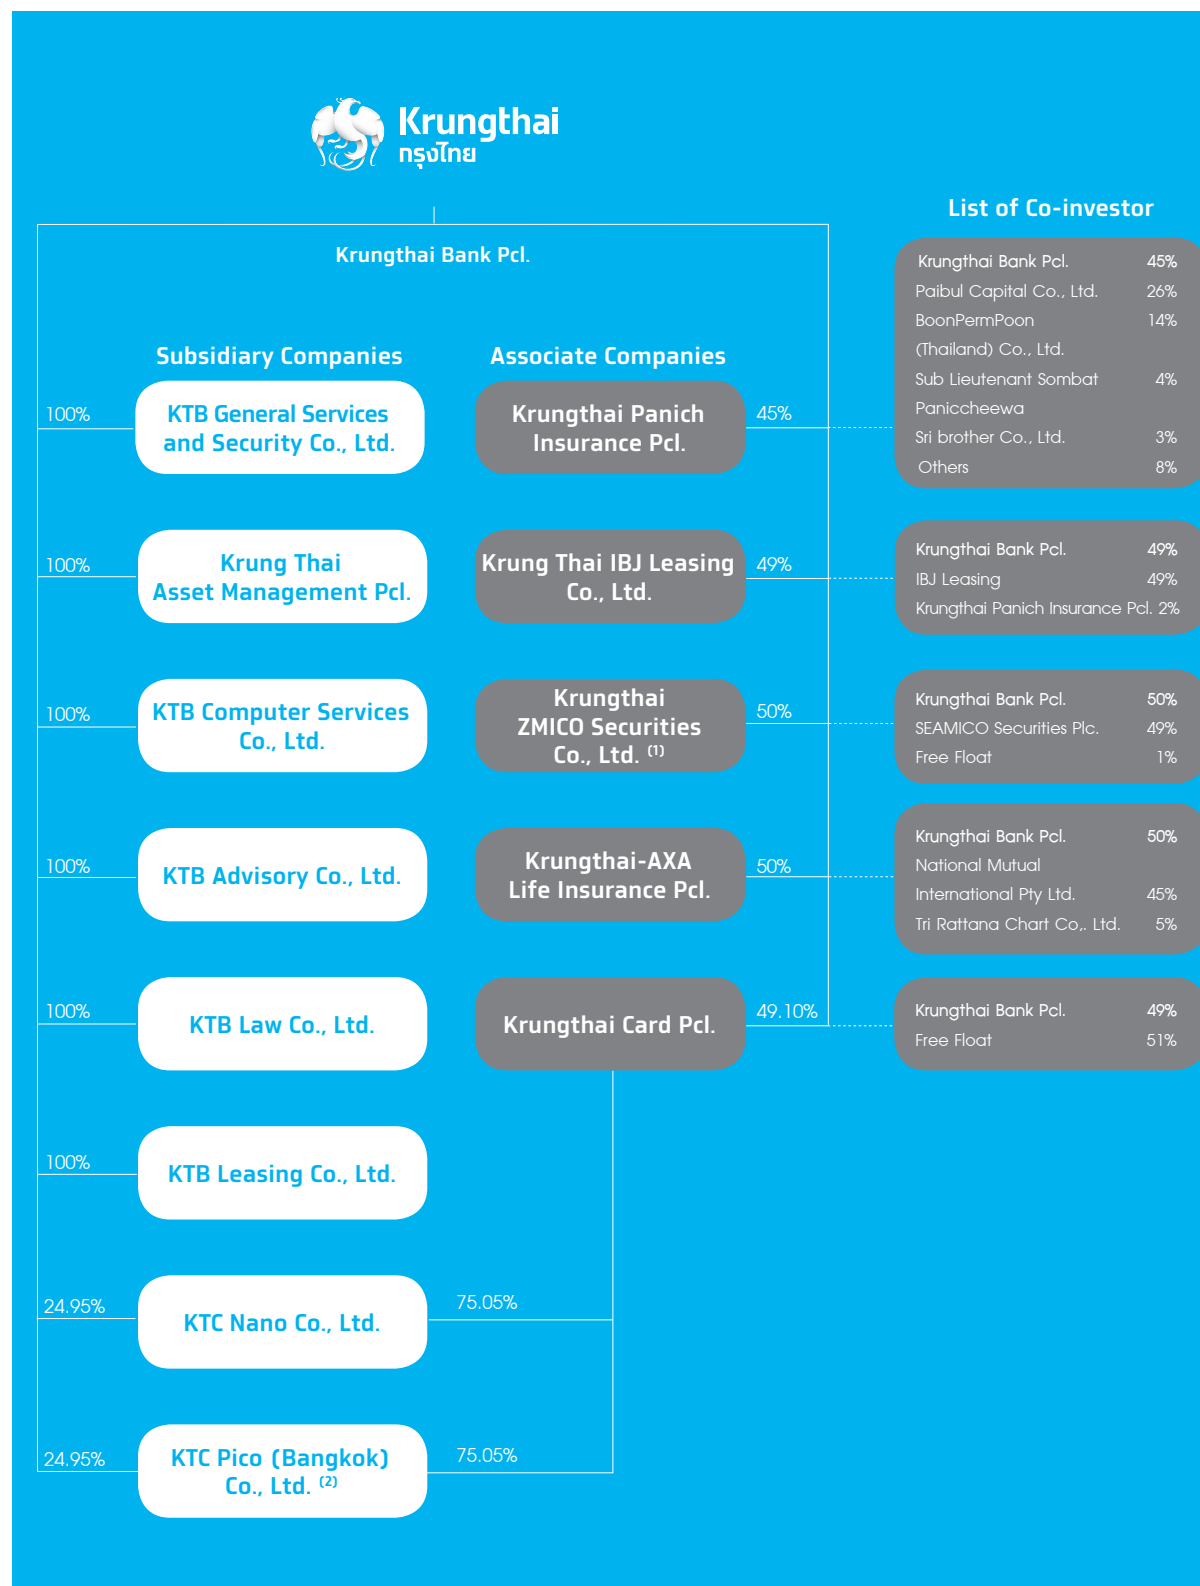 Krungthai
กรุงไทย
Krungthai Bank Pcl.
Subsidiary Companies
100%
KTB General Services
and Security Co., Ltd.
100%
Krung Thai
Asset Management Pcl.
100%
KTB Computer Services
Co., Ltd.
100%
KTB Advisory Co., Ltd.
100%
KTB Law Co., Ltd.
100%
KTB Leasing Co., Ltd.
24.95%
KTC Nano Co., Ltd.
75.05%
24.95%
KTC Pico (Bangkok)
Co., Ltd. (2)
75.05%
Associate Companies
Krungthai Panich
Insurance Pcl.
45%
Krung Thai IBJ Leasing
Co., Ltd.
49%
Krungthai
ZMICO Securities
Co., Ltd. (1)
50%
Krungthai-AXA
Life Insurance Pcl.
50%
Krungthai Card Pcl.
49.10%
List of Co-investor
Krungthai Bank Pcl. 45%
Paibul Capital Co., Ltd. 26%
BoonPermPoon 14%
(Thailand) Co., Ltd.
Sub Lieutenant Sombat 4%
Paniccheewa
Sri brother Co., Ltd. 3%
Others 8%
Krungthai Bank Pcl. 49%
IBJ Leasing 49%
Krungthai Panich Insurance Pcl. 2%
Krungthai Bank Pcl. 50%
SEAMICO Securities Plc. 49%
Free Float 1%
Krungthai Bank Pcl. 50%
National Mutual
International Pty Ltd. 45%
Tri Rattana Chart Co,. Ltd. 5%
Krungthai Bank Pcl. 49%
Free Float 51%